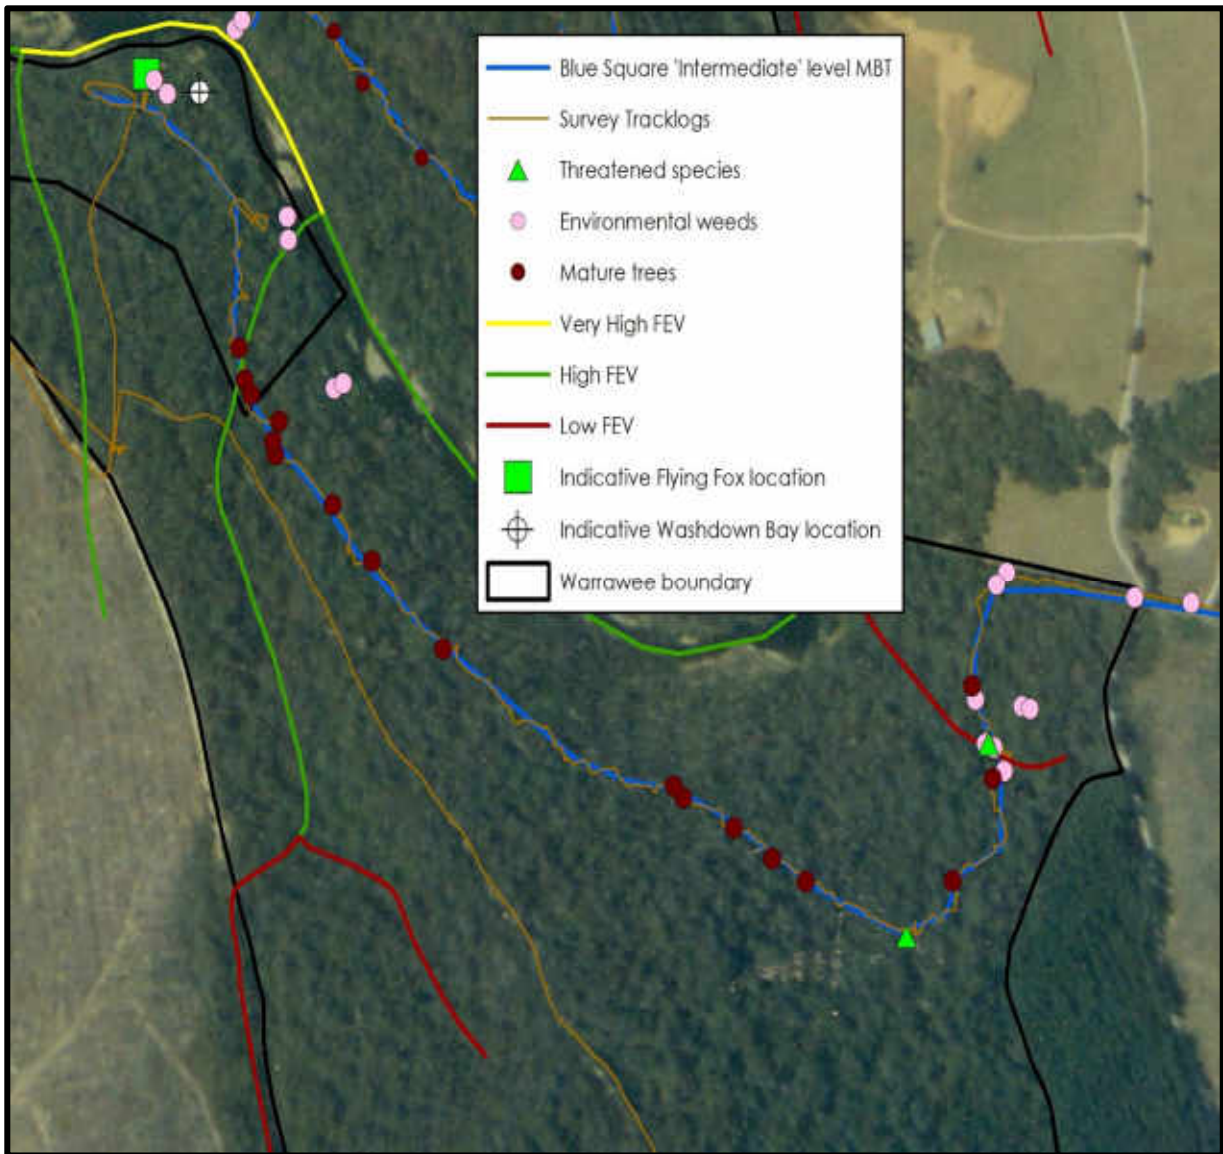 Blue Square 'Intermediate' level MBT
Survey Tracklogs
Threatened species
Environmental weeds
Mature trees
Very High FEV
High FEV
Low FEV
Indicative Flying Fox location
Indicative Washdown Bay location
Warrawee boundary